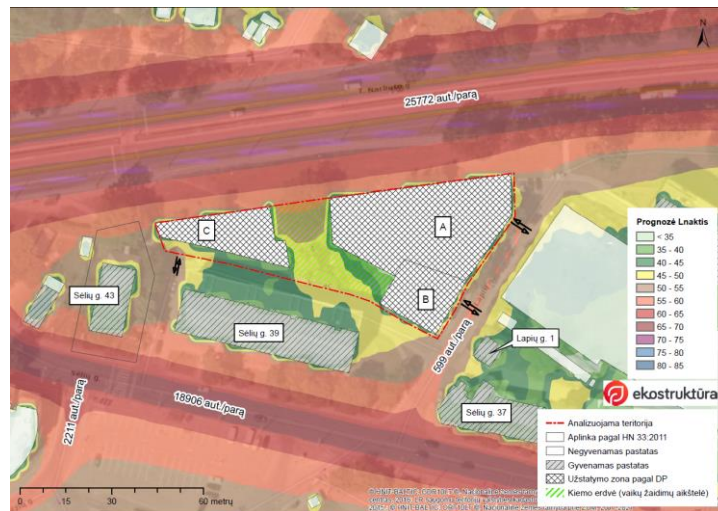 N
25772 aut./parą
C
A
B
Sėlių g. 43
Sėlių g. 39
599 aut./parą
Lapių g. 1
Sėlių g. 37
18906 aut./parą
2211 aut./parą
Prognozė Lnaktis
< 35
35 - 40
40 - 45
45 - 50
50 - 55
55 - 60
60 - 65
65 - 70
70 - 75
75 - 80
80 - 85
ekostruktūra
Analizuojama teritorija
Aplinka pagal HN 33:2011
Negyvenamas pastatas
Gyvenamas pastatas
Užstatymo zona pagal DP
Kiemo erdvė (vaikų žaidimų aikštelė)
0 15 30 60
metrų